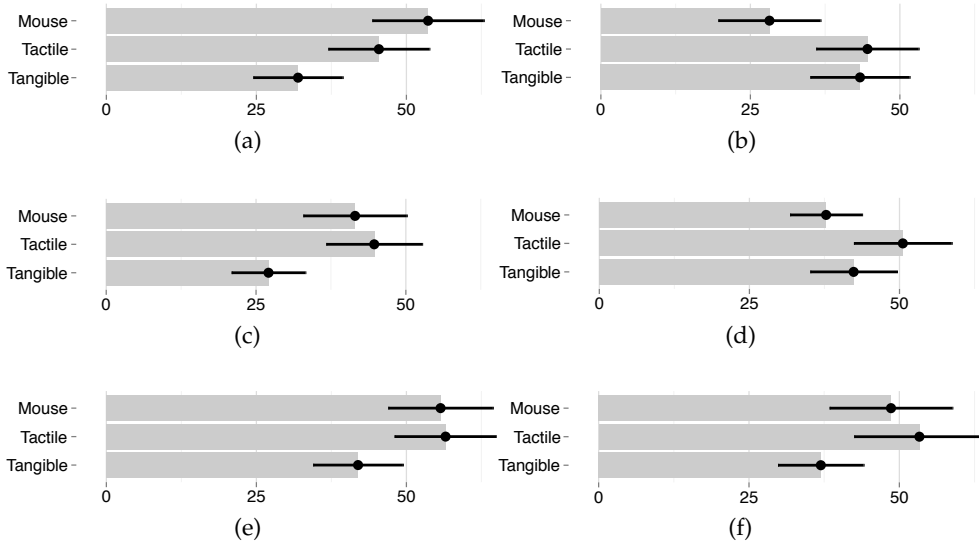 Mouse
Tactile
Tangible
0 25 50
(a)
Mouse
Tactile
Tangible
0 25 50
(b)
Mouse
Tactile
Tangible
0 25 50
(c)
Mouse
Tactile
Tangible
0 25 50
(d)
Mouse
Tactile
Tangible
0 25 50
(e)
Mouse
Tactile
Tangible
0 25 50
(f)